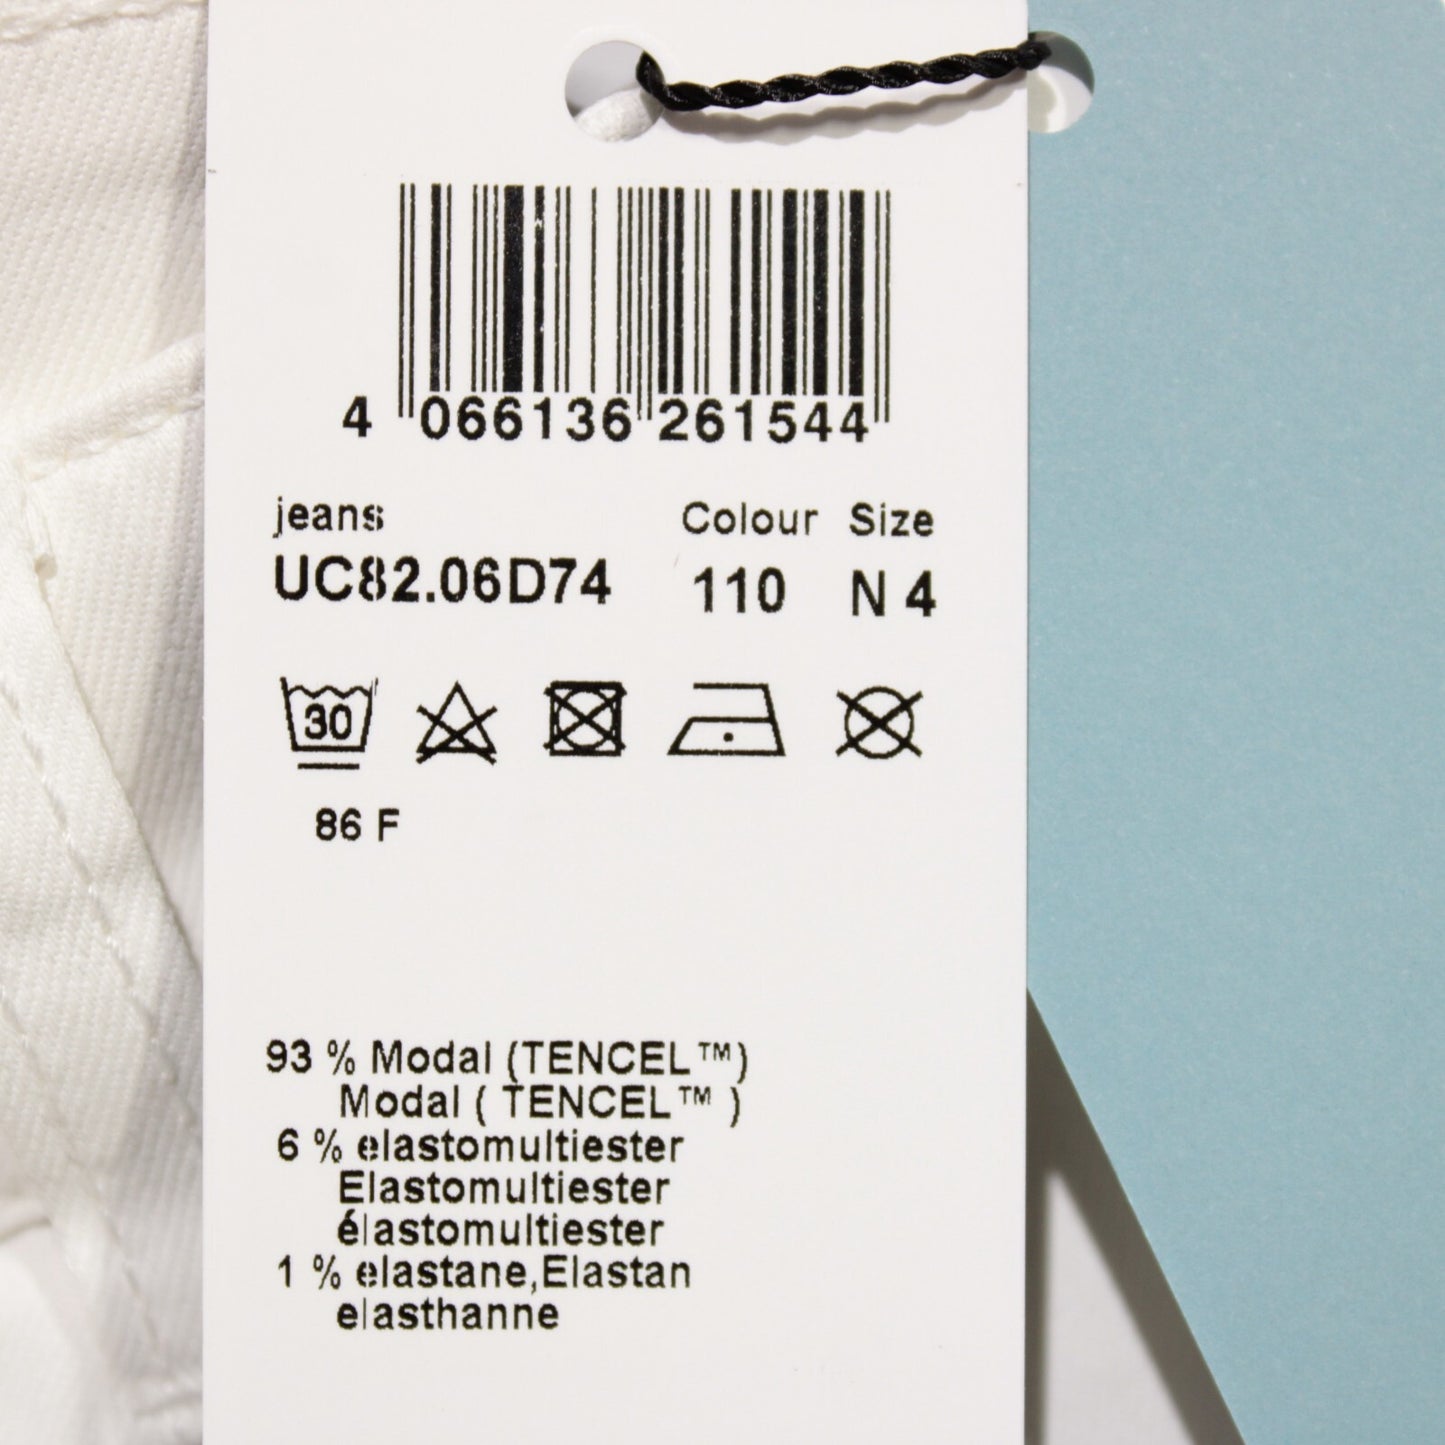 4 066136 261544
jeans Colour Size
UC82.06D74 110 N 4
30
86 F
93 % Modal (TENCEL™)
Modal ( TENCEL™ )
6 % elastomultiester
Elastomultiester
élastomultiester
1 % elastane,Elastan
elasthanne